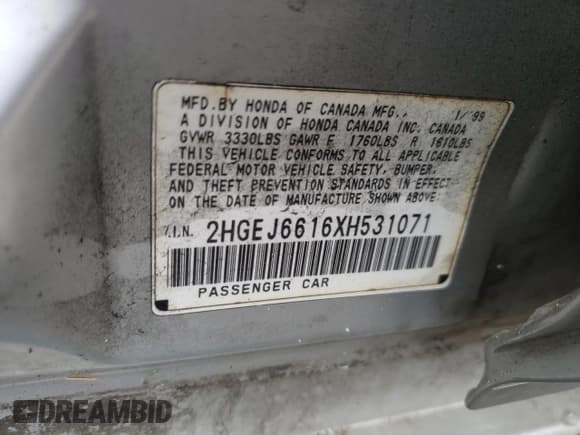 MFD.BY HONDA OF CANADA MFG., 1/'99
A DIVISION OF HONDA CANADA INC. CANADA
GVWR 3330LBS GAWR F 1760LBS R 1610LBS
THIS VEHICLE CONFORMS TO ALL APPLICABLE
FEDERAL MOTOR VEHICLE SAFETY, BUMPER,
AND THEFT PREVENTION STANDARDS IN EFFECT
ON THE DATE OF MANUFACTURE SHOWN ABOVE.
V.I.N. 2HGEJ6616XH531071
PASSENGER CAR
DREAMBID